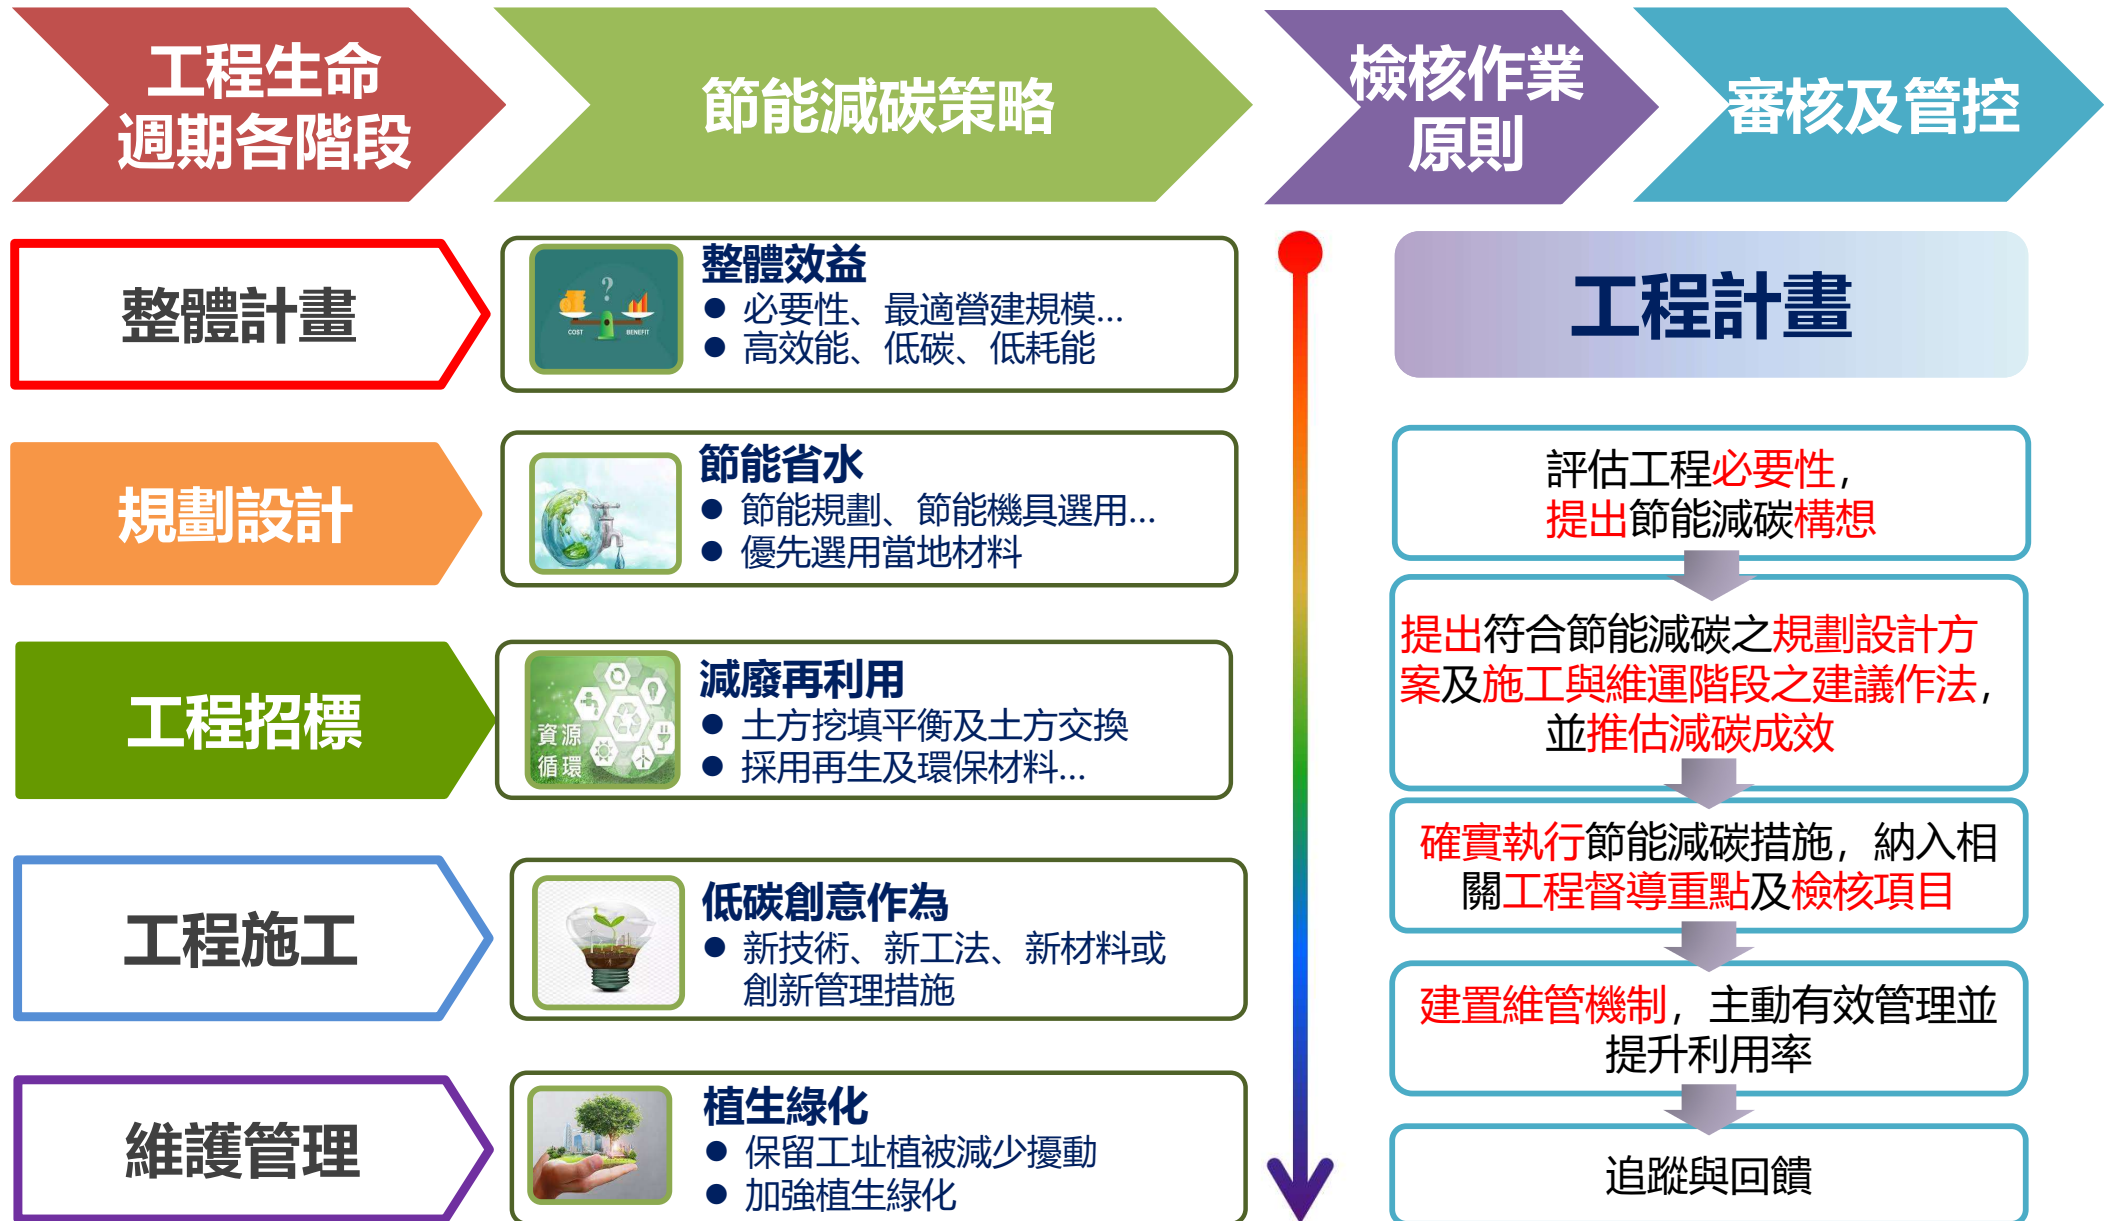 工程生命
週期各階段
節能減碳策略
檢核作業
原則
審核及管控
整體計畫
?
COST
BENEFIT
整體效益
● 必要性、最適營建規模...
● 高效能、低碳、低耗能
工程計畫
規劃設計
節能省水
● 節能規劃、節能機具選用...
● 優先選用當地材料
評估工程必要性，
提出節能減碳構想
工程招標
資源
循環
減廢再利用
● 土方挖填平衡及土方交換
● 採用再生及環保材料...
提出符合節能減碳之規劃設計方
案及施工與維運階段之建議作法，
並推估減碳成效
工程施工
低碳創意作為
● 新技術、新工法、新材料或
創新管理措施
確實執行節能減碳措施，納入相
關工程督導重點及檢核項目
建置維管機制，主動有效管理並
提升利用率
維護管理
植生綠化
● 保留工址植被減少擾動
● 加強植生綠化
追蹤與回饋